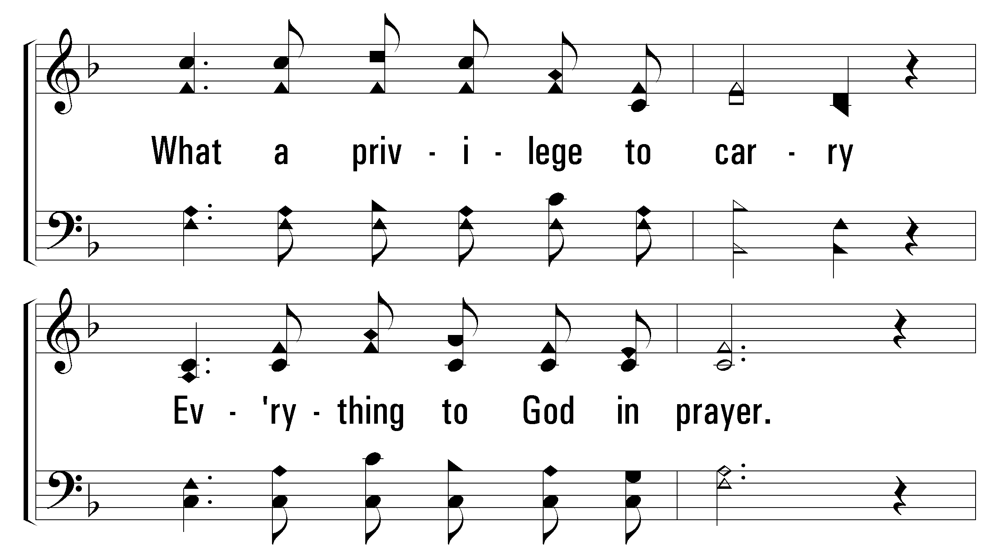 What a priv - i - lege to car - ry
Ev - 'ry - thing to God in prayer.